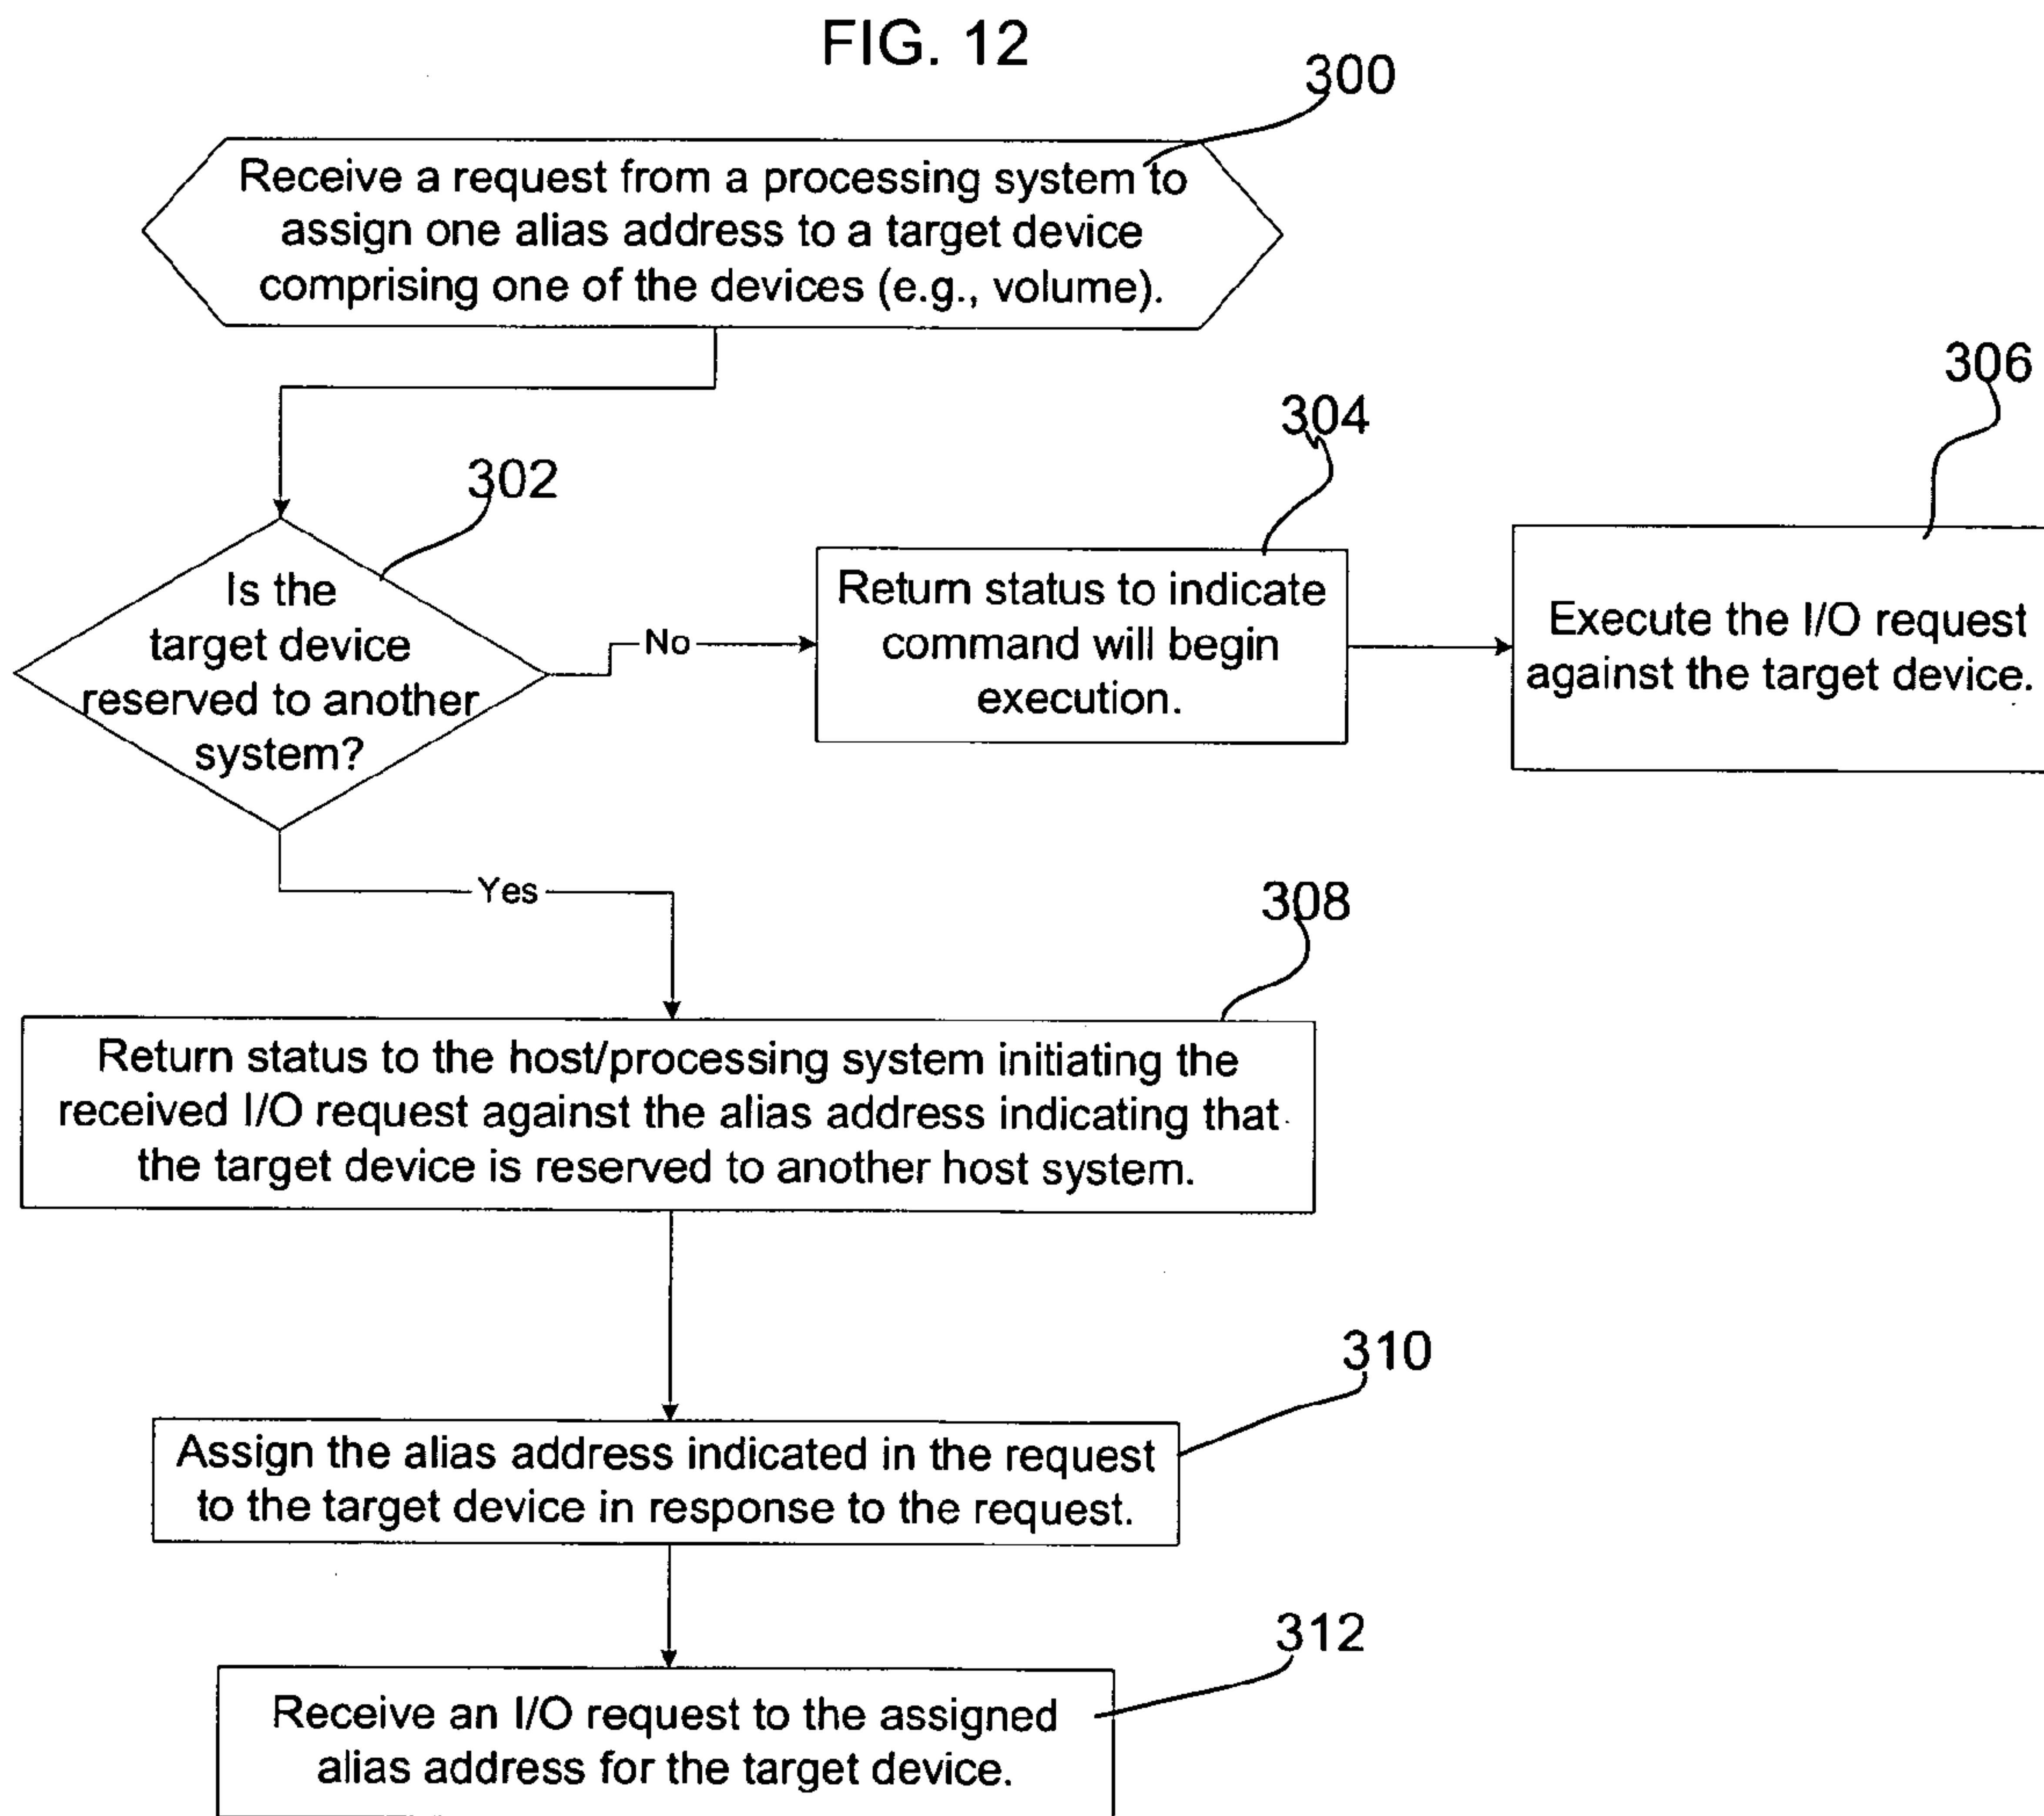 FIG. 12
300
Receive a request from a processing system to
assign one alias address to a target device
comprising one of the devices (e.g., volume).
302
Is the
target device
reserved to another
system?
No
304
Return status to indicate
command will begin
execution.
306
Execute the I/O request
against the target device.
Yes
308
Return status to the host/processing system initiating the
received I/O request against the alias address indicating that
the target device is reserved to another host system.
310
Assign the alias address indicated in the request
to the target device in response to the request.
312
Receive an I/O request to the assigned
alias address for the target device.